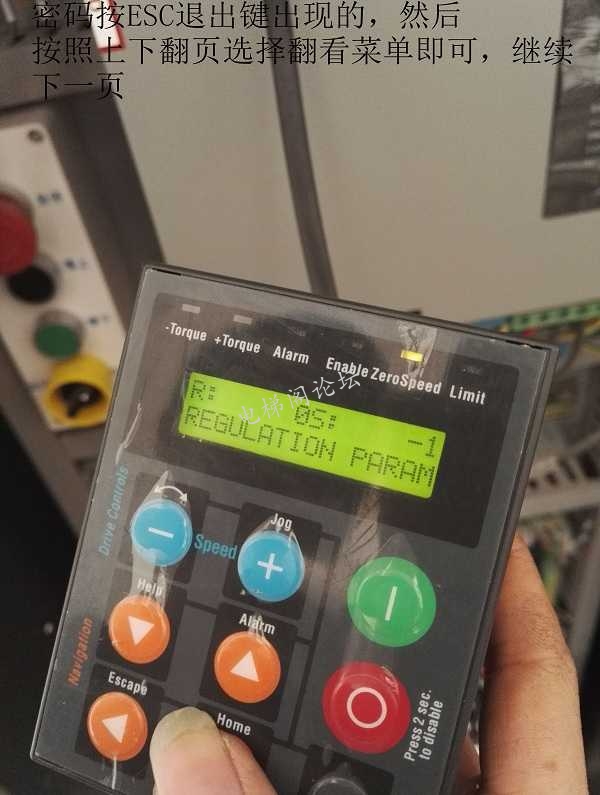 密码按ESC退出键出现的，然后
按照上下翻页选择翻看菜单即可，继续
下一页
-Torque +Torque Alarm Enable ZeroSpeed Limit
R: 0S: -1
REGULATION PARAM
电梯阁论坛
Drive Controls
Speed
Jog
Help
Alarm
Navigation
Escape
Home
Press 2 sec.
to disable